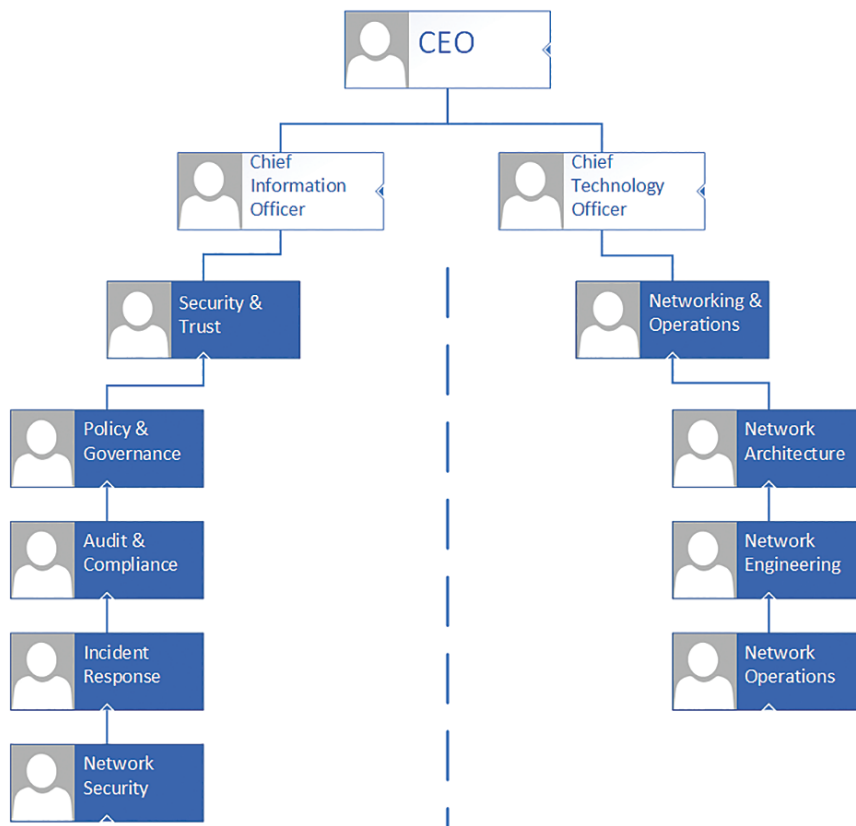 CEO
Chief
Information
Officer
Chief
Technology
Officer
Security &
Trust
Networking &
Operations
Policy &
Governance
Network
Architecture
Audit &
Compliance
Network
Engineering
Incident
Response
Network
Operations
Network
Security